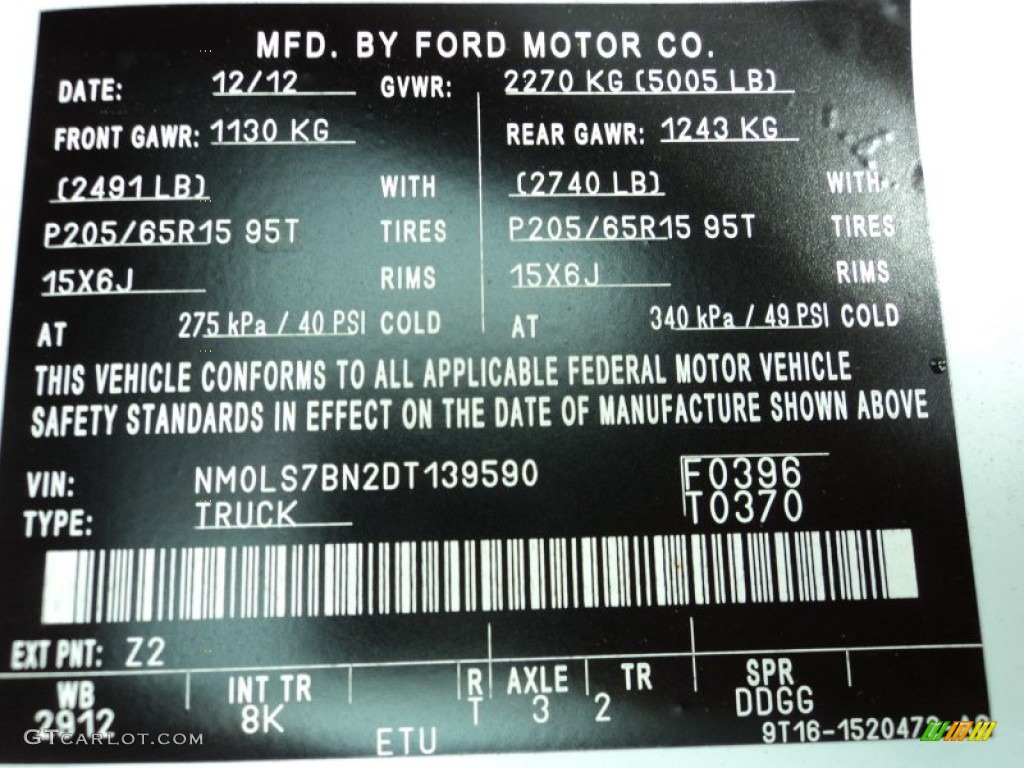 MFD. BY FORD MOTOR CO.
DATE: 12/12 GVWR: 2270 KG (5005 LB)
FRONT GAWR: 1130 KG REAR GAWR: 1243 KG
(2491 LB) WITH (2740 LB) WITH
P205/65R15 95T TIRES P205/65R15 95T TIRES
15X6J RIMS 15X6J RIMS
AT 275 kPa / 40 PSI COLD AT 340 kPa / 49 PSI COLD
THIS VEHICLE CONFORMS TO ALL APPLICABLE FEDERAL MOTOR VEHICLE
SAFETY STANDARDS IN EFFECT ON THE DATE OF MANUFACTURE SHOWN ABOVE
VIN: NM0LS7BN2DT139590 F0396
TYPE: TRUCK T0370
EXT PNT: Z2
WB INT TR R AXLE TR SPR
2912 8K T 3 2 DDGG
ETU
GTCARLOT.COM